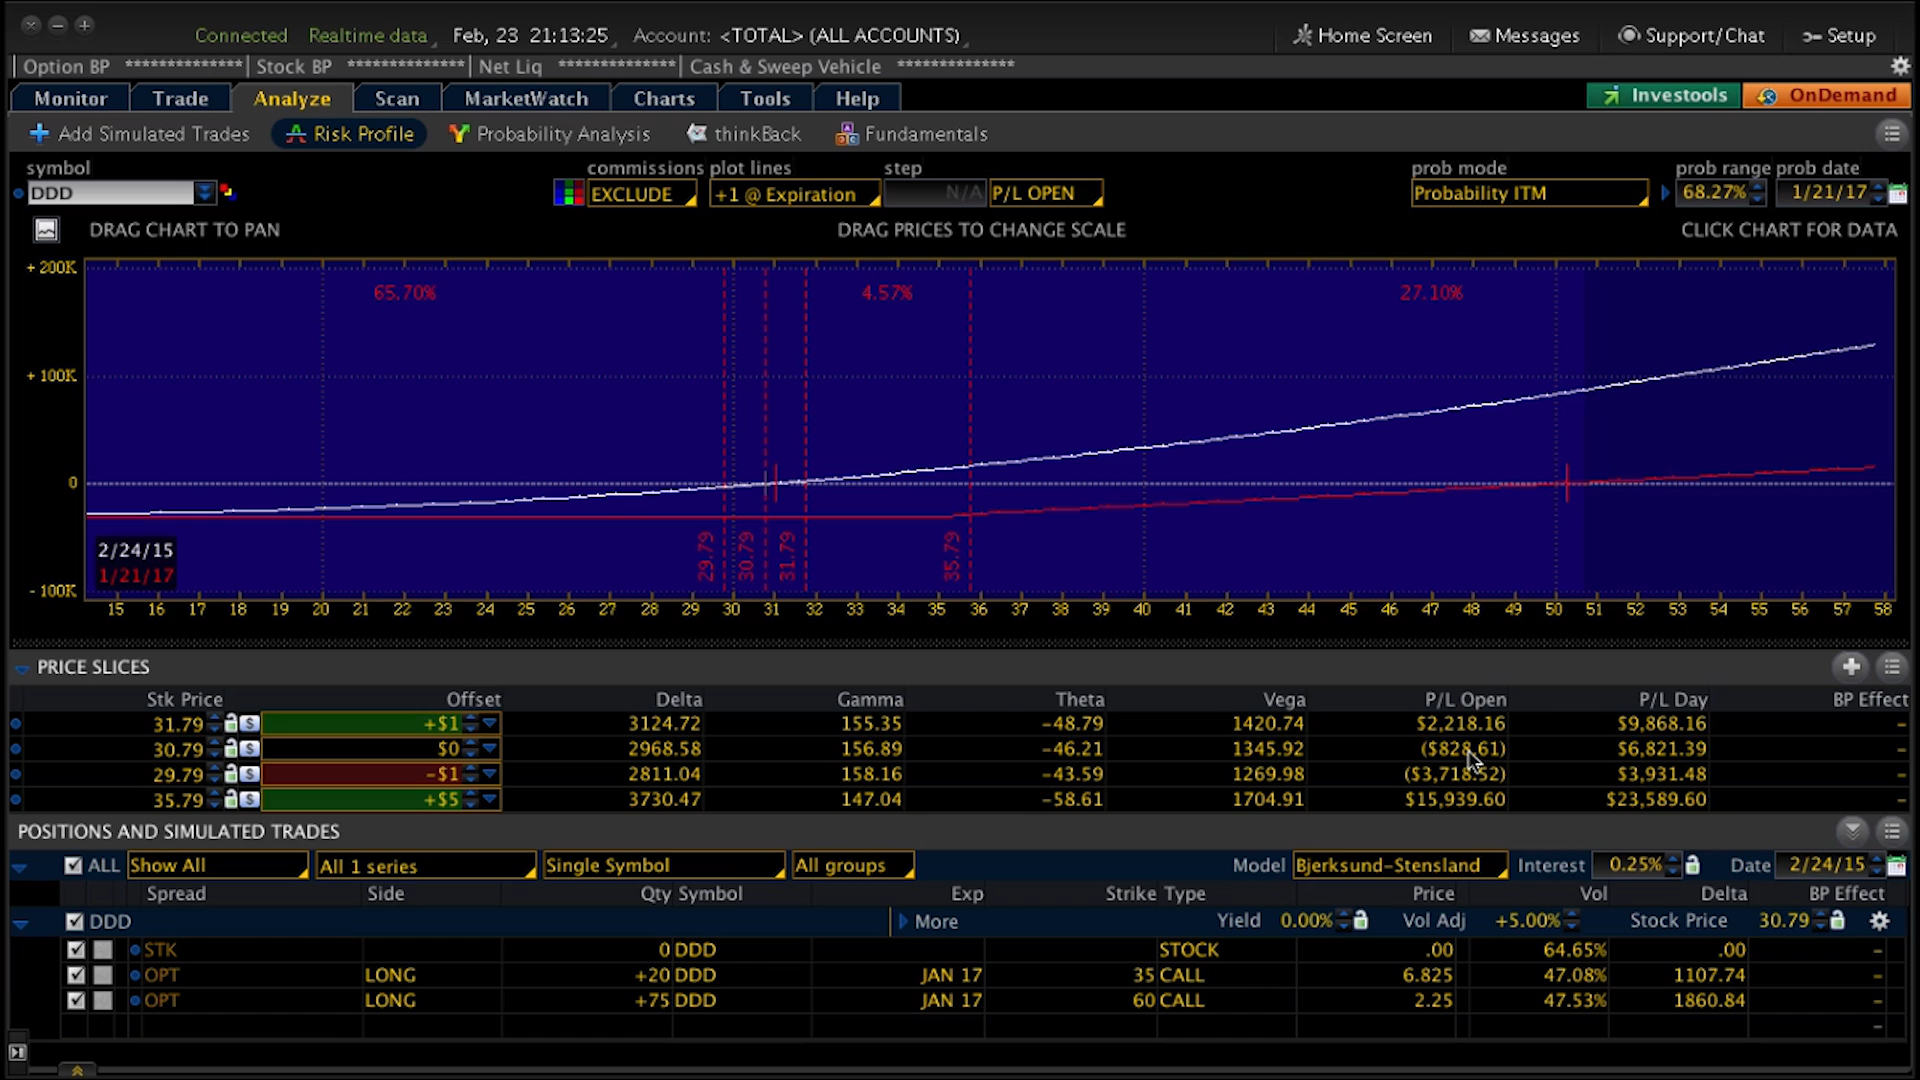 Connected Realtime data Feb, 23 21:13:25 Account: <TOTAL> (ALL ACCOUNTS) Home Screen Messages Support/Chat Setup
Option BP ************** Stock BP ************** Net Liq ************** Cash & Sweep Vehicle **************
Monitor Trade Analyze Scan MarketWatch Charts Tools Help Investools OnDemand
Add Simulated Trades Risk Profile Probability Analysis thinkBack Fundamentals
symbol commissions plot lines step prob mode prob range prob date
DDD EXCLUDE +1 @ Expiration N/A P/L OPEN Probability ITM 68.27% 1/21/17
DRAG CHART TO PAN DRAG PRICES TO CHANGE SCALE CLICK CHART FOR DATA
+200K
65.70% 4.57% 27.10%
+100K
0
29.79 30.79 31.79 35.79
2/24/15
1/21/17
-100K
15 16 17 18 19 20 21 22 23 24 25 26 27 28 29 30 31 32 33 34 35 36 37 38 39 40 41 42 43 44 45 46 47 48 49 50 51 52 53 54 55 56 57 58
PRICE SLICES
Stk Price Offset Delta Gamma Theta Vega P/L Open P/L Day BP Effect
31.79 S +$1 3124.72 155.35 -48.79 1420.74 $2,218.16 $9,868.16 -
30.79 S $0 2968.58 156.89 -46.21 1345.92 ($828.61) $6,821.39 -
29.79 S -$1 2811.04 158.16 -43.59 1269.98 ($3,718.52) $3,931.48 -
35.79 S +$5 3730.47 147.04 -58.61 1704.91 $15,939.60 $23,589.60 -
POSITIONS AND SIMULATED TRADES
ALL Show All All 1 series Single Symbol All groups Model Bjerksund-Stensland Interest 0.25% Date 2/24/15
Spread Side Qty Symbol Exp Strike Type Price Vol Delta BP Effect
DDD More Yield 0.00% Vol Adj +5.00% Stock Price 30.79
STK 0 DDD STOCK .00 64.65% .00 -
OPT LONG +20 DDD JAN 17 35 CALL 6.825 47.08% 1107.74 -
OPT LONG +75 DDD JAN 17 60 CALL 2.25 47.53% 1860.84 -
-